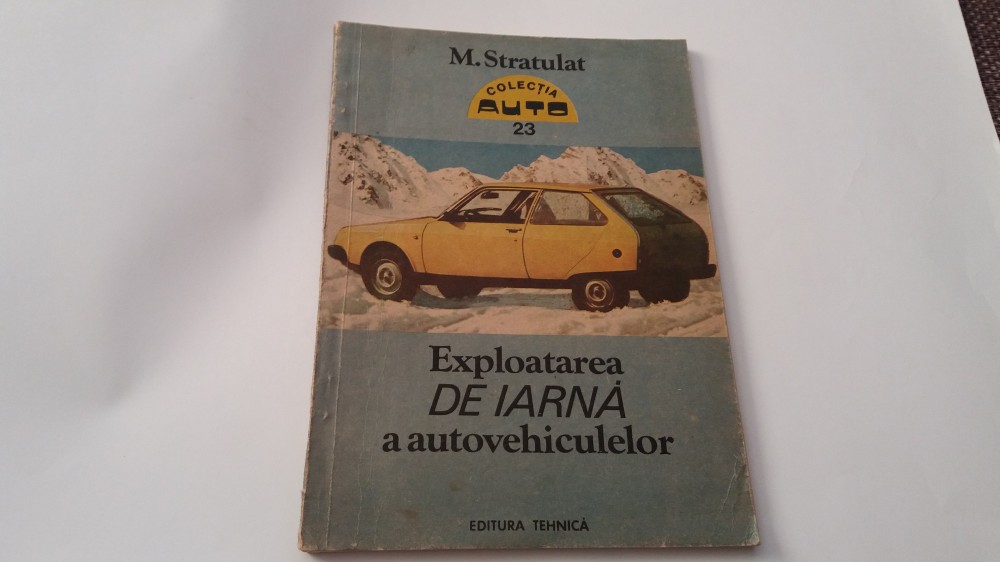 M. Stratulat
COLECȚIA
AUTO
23
Exploatarea
DE IARNĂ
a autovehiculelor
EDITURA TEHNICĂ